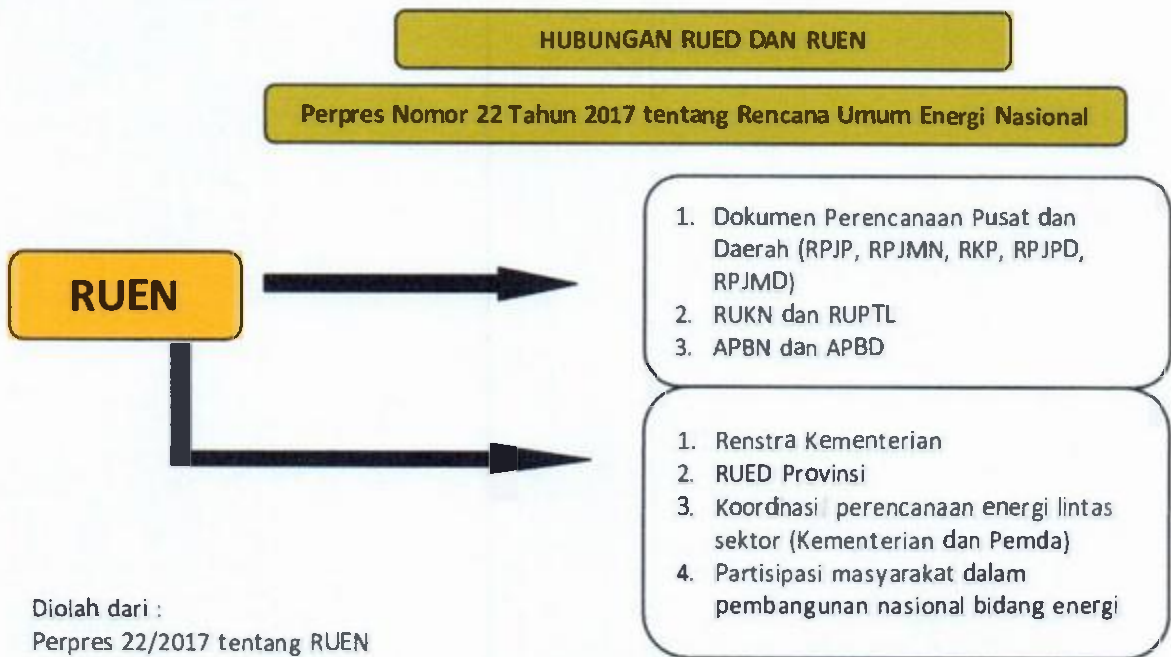 HUBUNGAN RUED DAN RUEN
Perpres Nomor 22 Tahun 2017 tentang Rencana Umum Energi Nasional
RUEN
1. Dokumen Perencanaan Pusat dan
Daerah (RPJP, RPJMN, RKP, RPJPD,
RPJMD)
2. RUKN dan RUPTL
3. APBN dan APBD
1. Renstra Kementerian
2. RUED Provinsi
3. Koordnasi perencanaan energi lintas
sektor (Kementerian dan Pemda)
4. Partisipasi masyarakat dalam
pembangunan nasional bidang energi
Diolah dari :
Perpres 22/2017 tentang RUEN